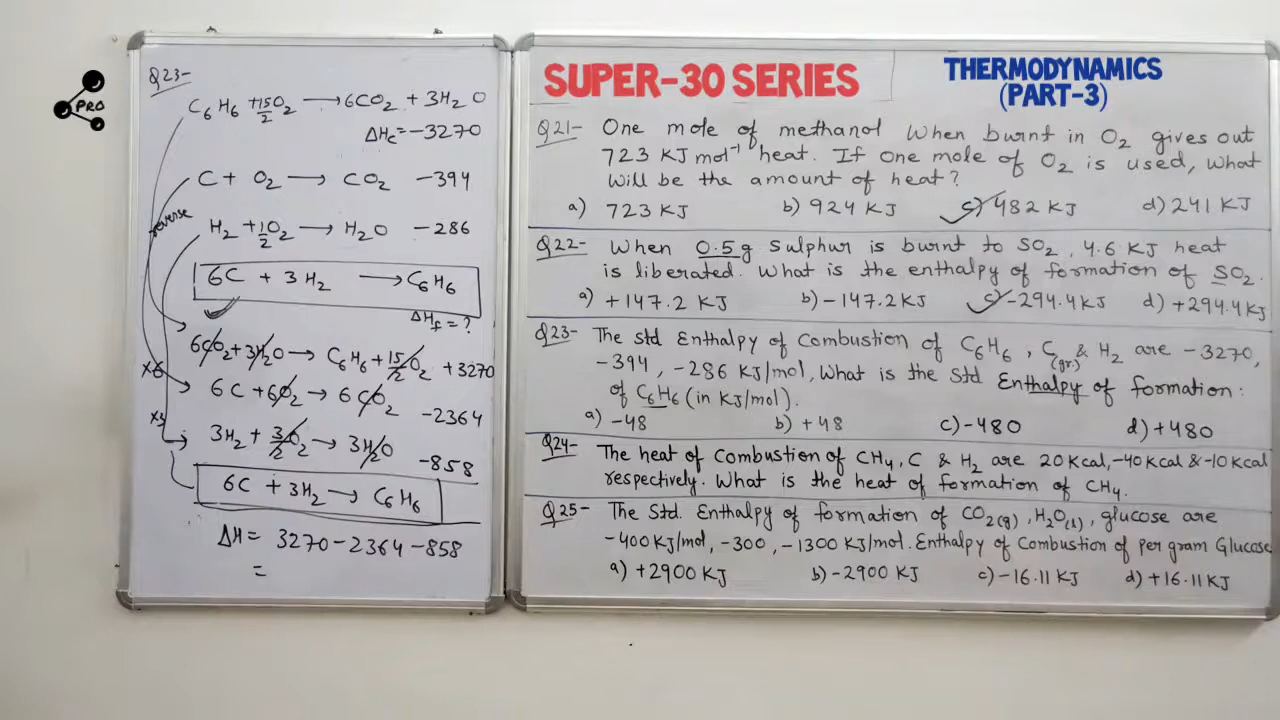 PRO
Q23-
C6H6 + 15/2 O2 → 6CO2 + 3H2O
ΔHc = -3270
C + O2 → CO2 -394
reverse
H2 + 1/2 O2 → H2O -286
6C + 3H2 → C6H6
ΔHf = ?
6CO2 + 3H2O → C6H6 + 15/2 O2 +3270
x6
6C + 6O2 → 6CO2 -2364
x3
3H2 + 3/2 O2 → 3H2O -858
6C + 3H2 → C6H6
ΔH = 3270 - 2364 - 858
=
SUPER-30 SERIES
THERMODYNAMICS
(PART-3)
Q21- One mole of methanol When burnt in O2 gives out
723 KJ mol-1 heat. If one mole of O2 is used, what
will be the amount of heat?
a) 723 KJ b) 924 KJ c) 482 KJ d) 241 KJ
Q22- When 0.5g Sulphur is burnt to SO2, 4.6 KJ heat
is liberated. What is the enthalpy of formation of SO2.
a) +147.2 KJ b) -147.2 KJ c) -294.4 KJ d) +294.4 KJ
Q23- The std Enthalpy of Combustion of C6H6, C(gr.) & H2 are -3270,
-394, -286 KJ/mol, What is the Std Enthalpy of formation:
of C6H6 (in KJ/mol).
a) -48 b) +48 c) -480 d) +480
Q24- The heat of Combustion of CH4, C & H2 are 20 Kcal, -40 Kcal & -10 Kcal
respectively. What is the heat of formation of CH4.
Q25- The Std. Enthalpy of formation of CO2(g), H2O(l), glucose are
-400 KJ/mol, -300, -1300 KJ/mol. Enthalpy of Combustion of per gram Glucose
a) +2900 KJ b) -2900 KJ c) -16.11 KJ d) +16.11 KJ